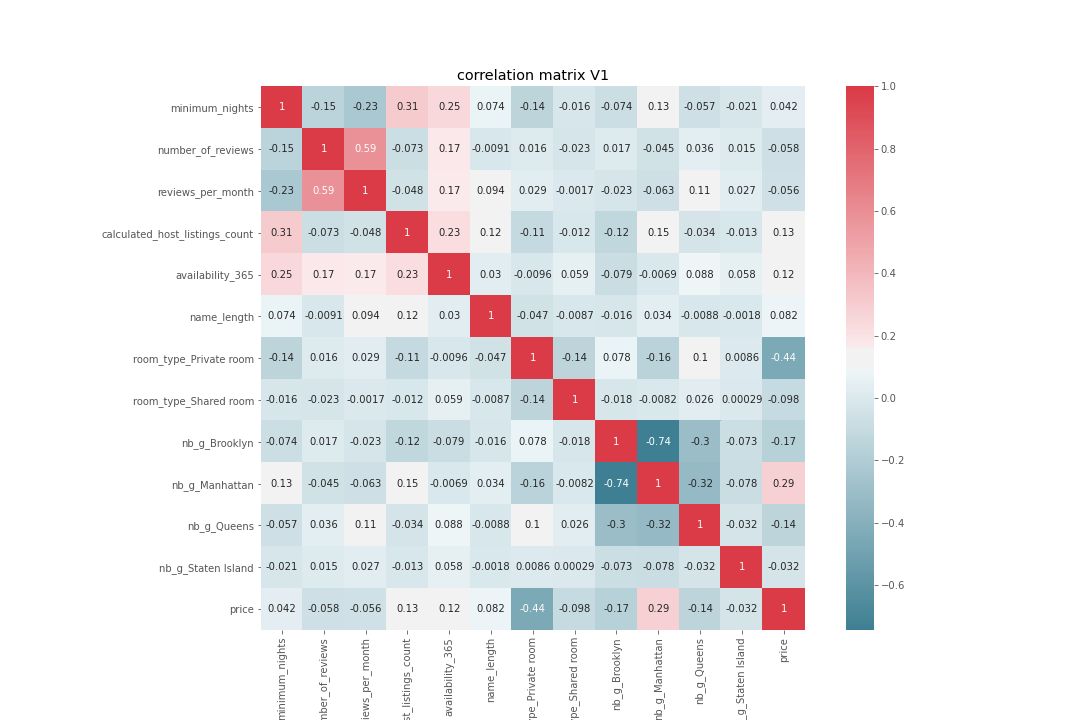 correlation matrix V1
minimum_nights 1 -0.15 -0.23 0.31 0.25 0.074 -0.14 -0.016 -0.074 0.13 -0.057 -0.021 0.042
number_of_reviews -0.15 1 0.59 -0.073 0.17 -0.0091 0.016 -0.023 0.017 -0.045 0.036 0.015 -0.058
reviews_per_month -0.23 0.59 1 -0.048 0.17 0.094 0.029 -0.0017 -0.023 -0.063 0.11 0.027 -0.056
calculated_host_listings_count 0.31 -0.073 -0.048 1 0.23 0.12 -0.11 -0.012 -0.12 0.15 -0.034 -0.013 0.13
availability_365 0.25 0.17 0.17 0.23 1 0.03 -0.0096 0.059 -0.079 -0.0069 0.088 0.058 0.12
name_length 0.074 -0.0091 0.094 0.12 0.03 1 -0.047 -0.0087 -0.016 0.034 -0.0088 -0.0018 0.082
room_type_Private room -0.14 0.016 0.029 -0.11 -0.0096 -0.047 1 -0.14 0.078 -0.16 0.1 0.0086 -0.44
room_type_Shared room -0.016 -0.023 -0.0017 -0.012 0.059 -0.0087 -0.14 1 -0.018 -0.0082 0.026 0.00029 -0.098
nb_g_Brooklyn -0.074 0.017 -0.023 -0.12 -0.079 -0.016 0.078 -0.018 1 -0.74 -0.3 -0.073 -0.17
nb_g_Manhattan 0.13 -0.045 -0.063 0.15 -0.0069 0.034 -0.16 -0.0082 -0.74 1 -0.32 -0.078 0.29
nb_g_Queens -0.057 0.036 0.11 -0.034 0.088 -0.0088 0.1 0.026 -0.3 -0.32 1 -0.032 -0.14
nb_g_Staten Island -0.021 0.015 0.027 -0.013 0.058 -0.0018 0.0086 0.00029 -0.073 -0.078 -0.032 1 -0.032
price 0.042 -0.058 -0.056 0.13 0.12 0.082 -0.44 -0.098 -0.17 0.29 -0.14 -0.032 1
minimum_nights
mber_of_reviews
iews_per_month
st_listings_count
availability_365
name_length
pe_Private room
ype_Shared room
nb_g_Brooklyn
nb_g_Manhattan
nb_g_Queens
_g_Staten Island
price
1.0
0.8
0.6
0.4
0.2
0.0
−0.2
−0.4
−0.6